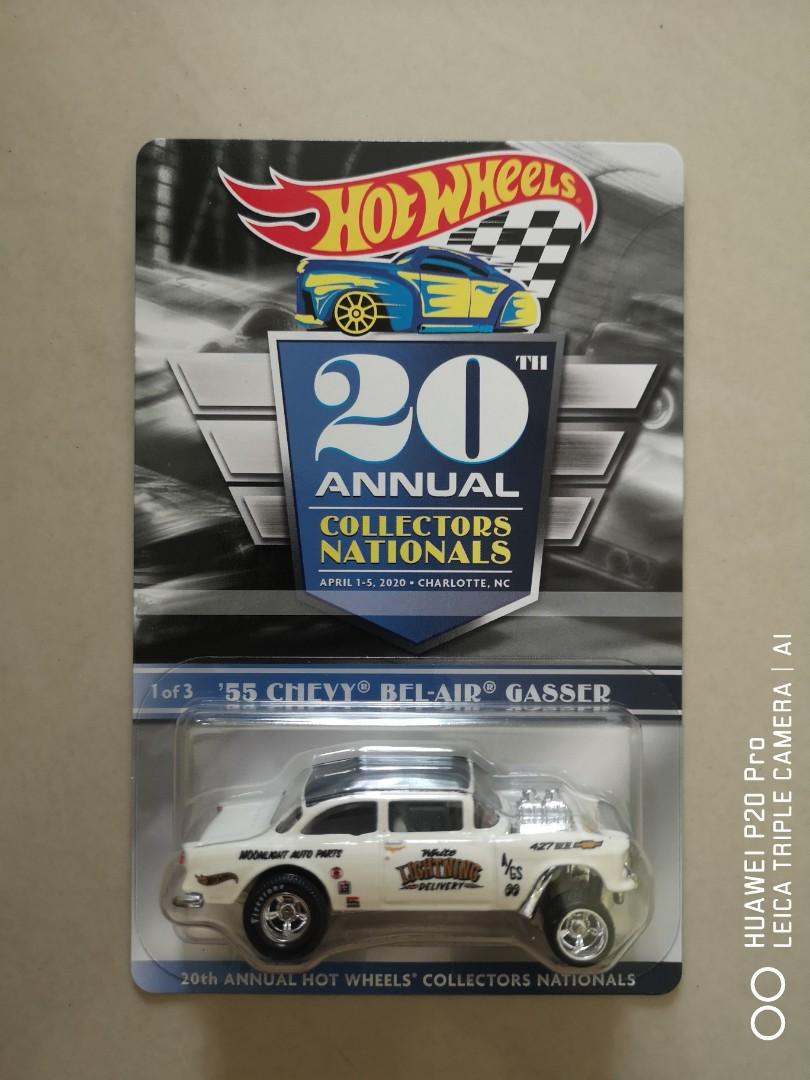 HOT WHEELS
20TH
ANNUAL
COLLECTORS
NATIONALS
APRIL 1-5, 2020 • CHARLOTTE, NC
1 of 3 '55 CHEVY® BEL-AIR® GASSER
MOONLIGHT AUTO PARTS
White
LIGHTNING
DELIVERY
A/GS
427
Firestone
20th ANNUAL HOT WHEELS® COLLECTORS NATIONALS
HUAWEI P20 Pro
LEICA TRIPLE CAMERA | AI